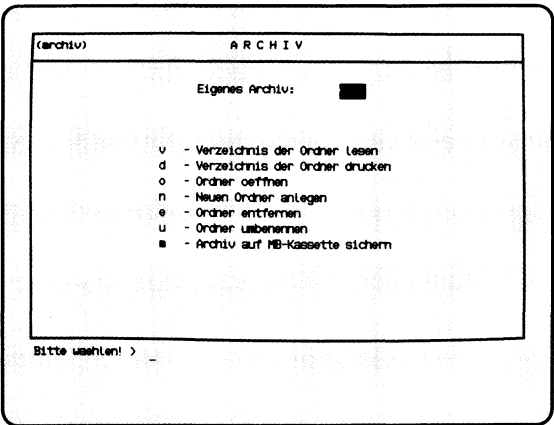 (archiv) A R C H I V
Eigenes Archiv:
v - Verzeichnis der Ordner lesen
d - Verzeichnis der Ordner drucken
o - Ordner oeffnen
n - Neuen Ordner anlegen
e - Ordner entfernen
u - Ordner umbenennen
m - Archiv auf MB-Kassette sichern
Bitte waehlen! > _